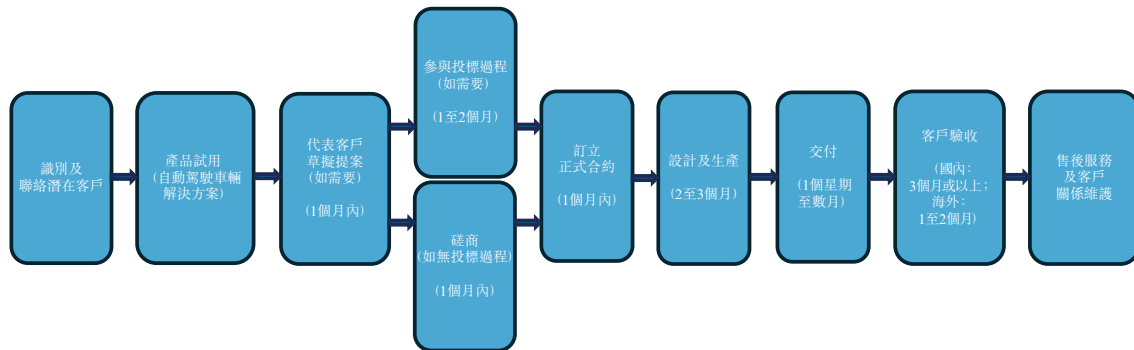 識別及
聯絡潛在客戶
產品試用
(自動駕駛車輛
解決方案)
代表客戶
草擬提案
(如需要)
(1個月內)
參與投標過程
(如需要)
(1至2個月)
磋商
(如無投標過程)
(1個月內)
訂立
正式合約
(1個月內)
設計及生產
(2至3個月)
交付
(1個星期
至數月)
客戶驗收
(國內：
3個月或以上；
海外：
1至2個月)
售後服務
及客戶
關係維護